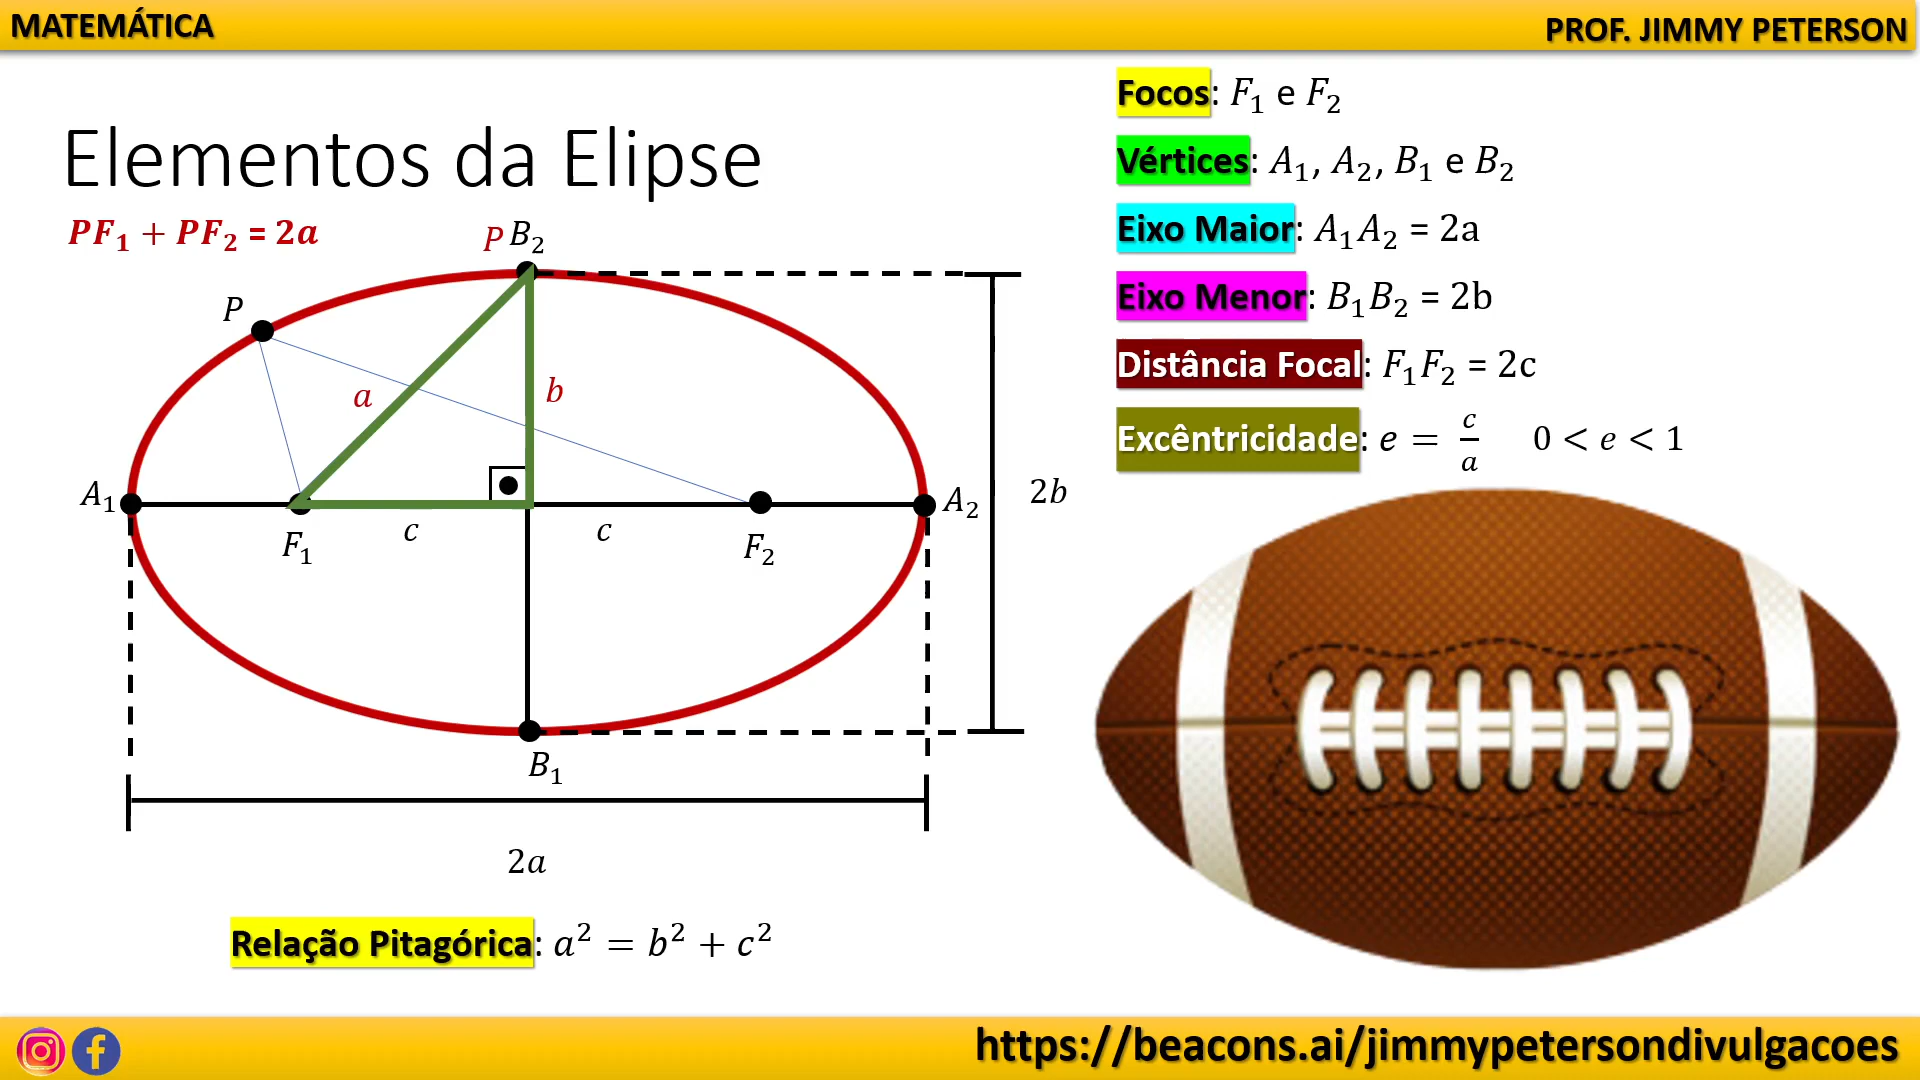 MATEMÁTICA
PROF. JIMMY PETERSON
Elementos da Elipse
PF₁ + PF₂ = 2a
P B₂
P
a
b
A₁
A₂
c
c
F₁
F₂
2b
B₁
2a
Relação Pitagórica: a² = b² + c²
Focos: F₁ e F₂
Vértices: A₁, A₂, B₁ e B₂
Eixo Maior: A₁A₂ = 2a
Eixo Menor: B₁B₂ = 2b
Distância Focal: F₁F₂ = 2c
Excêntricidade: e = c/a 0 < e < 1
https://beacons.ai/jimmypetersondivulgacoes